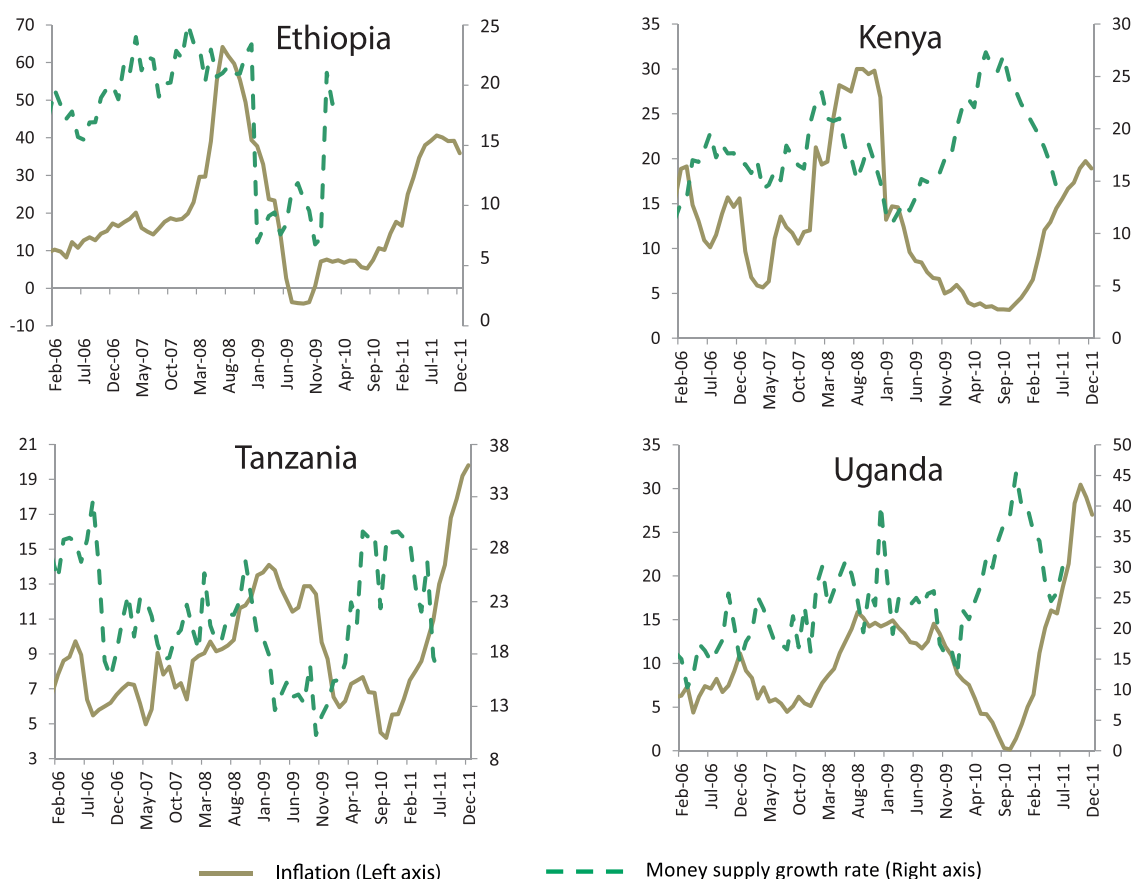 Ethiopia
70
60
50
40
30
20
10
0
-10
25
20
15
10
5
0
Feb-06
Jul-06
Dec-06
May-07
Oct-07
Mar-08
Aug-08
Jan-09
Jun-09
Nov-09
Apr-10
Sep-10
Feb-11
Jul-11
Dec-11
Kenya
35
30
25
20
15
10
5
0
30
25
20
15
10
5
0
Feb-06
Jul-06
Dec-06
May-07
Oct-07
Mar-08
Aug-08
Jan-09
Jun-09
Nov-09
Apr-10
Sep-10
Feb-11
Jul-11
Dec-11
Tanzania
21
19
17
15
13
11
9
7
5
3
38
33
28
23
18
13
8
Feb-06
Jul-06
Dec-06
May-07
Oct-07
Mar-08
Aug-08
Jan-09
Jun-09
Nov-09
Apr-10
Sep-10
Feb-11
Jul-11
Dec-11
Uganda
35
30
25
20
15
10
5
0
50
45
40
35
30
25
20
15
10
5
0
Feb-06
Jul-06
Dec-06
May-07
Oct-07
Mar-08
Aug-08
Jan-09
Jun-09
Nov-09
Apr-10
Sep-10
Feb-11
Jul-11
Dec-11
Inflation (Left axis)
Money supply growth rate (Right axis)